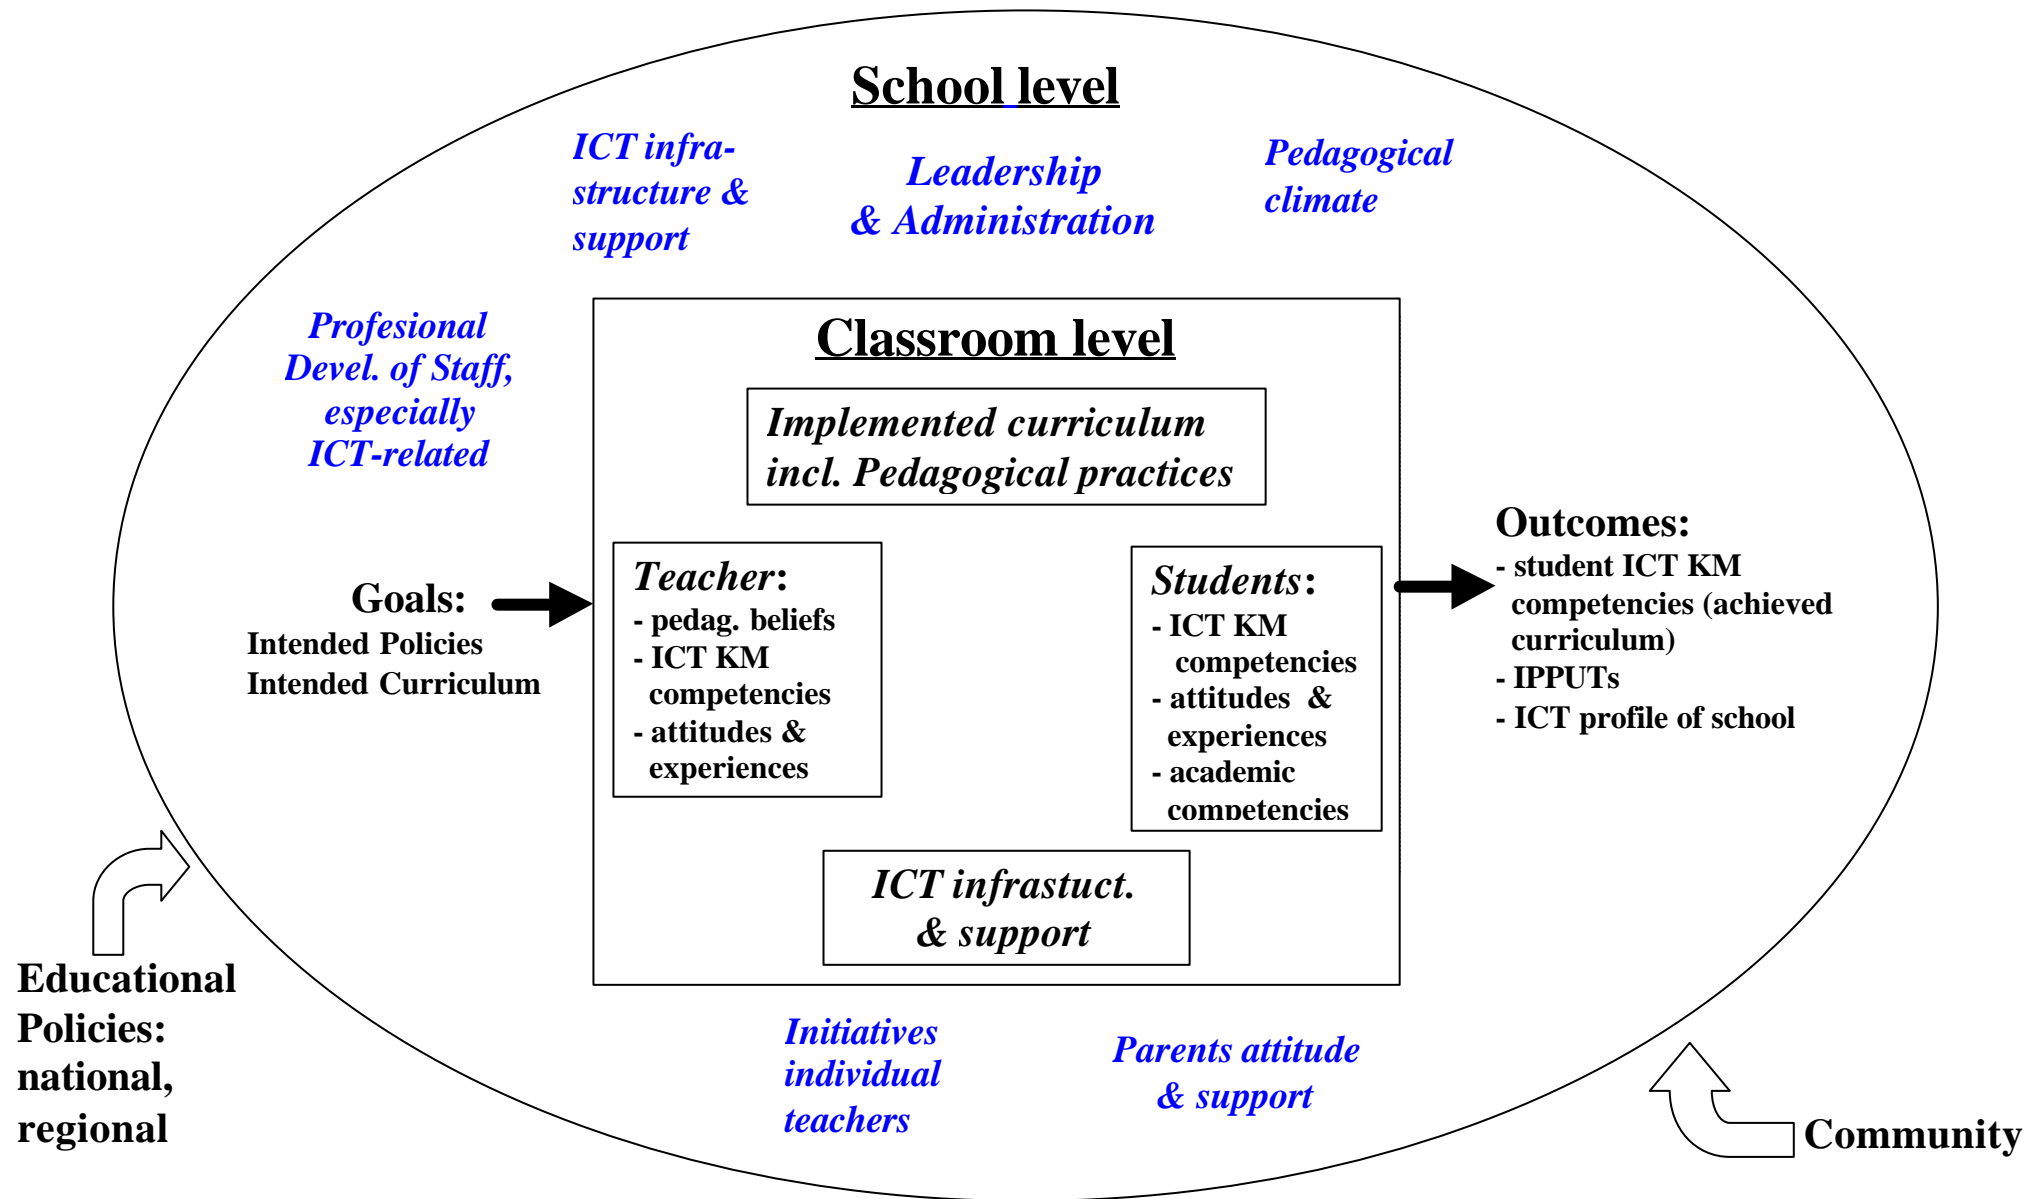 School level
ICT infra-
structure &
support
Leadership
& Administration
Pedagogical
climate
Profesional
Devel. of Staff,
especially
ICT-related
Classroom level
Implemented curriculum
incl. Pedagogical practices
Goals:
Intended Policies
Intended Curriculum
Teacher:
- pedag. beliefs
- ICT KM
competencies
- attitudes &
experiences
Students:
- ICT KM
competencies
- attitudes &
experiences
- academic
competencies
Outcomes:
- student ICT KM
competencies (achieved
curriculum)
- IPPUTs
- ICT profile of school
ICT infrastuct.
& support
Educational
Policies:
national,
regional
Initiatives
individual
teachers
Parents attitude
& support
Community